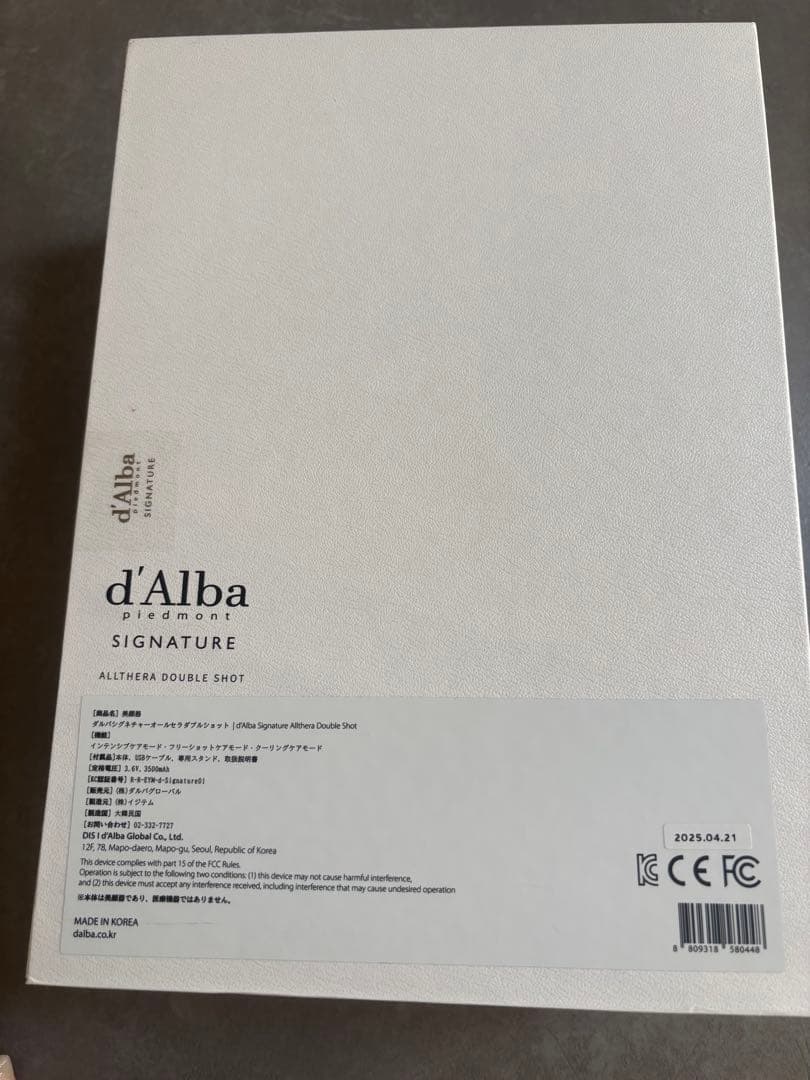 d'Alba
piedmont
SIGNATURE
d'Alba
piedmont
SIGNATURE
ALLTHERA DOUBLE SHOT
【商品名】美顔器
ダルバシグネチャーオールセラダブルショット | d'Alba Signature Allthera Double Shot
【機能】
インテンシブケアモード・フリーショットケアモード・クーリングケアモード
【付属品】本体、USBケーブル、専用スタンド、取扱説明書
【定格電圧】3.6V, 3500mAh
【KC認証番号】R-R-EYM-d-Signature01
【販売元】(株)ダルバグローバル
【製造元】(株)イジテム
【製造国】大韓民国
【お問い合わせ】02-332-7727
DIS I d'Alba Global Co., Ltd.
12F, 78, Mapo-daero, Mapo-gu, Seoul, Republic of Korea
This device complies with part 15 of the FCC Rules.
Operation is subject to the following two conditions: (1) this device may not cause harmful interference,
and (2) this device must accept any interference received, including interference that may cause undesired operation
※本体は美顔器であり、医療機器ではありません。
MADE IN KOREA
dalba.co.kr
2025.04.21
KC CE FC
8 809318 580448